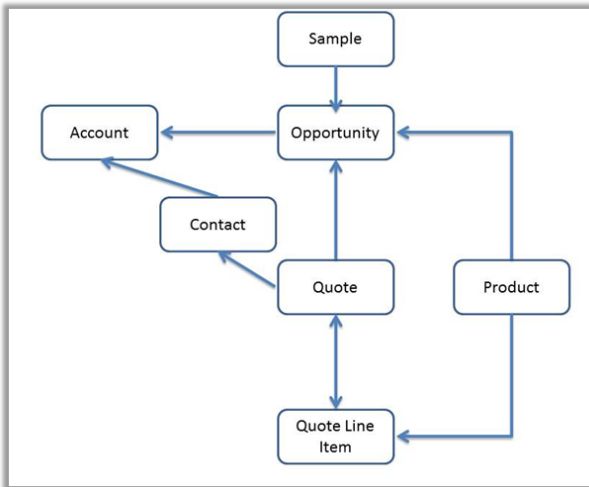 Sample
Account
Opportunity
Contact
Quote
Product
Quote Line
Item